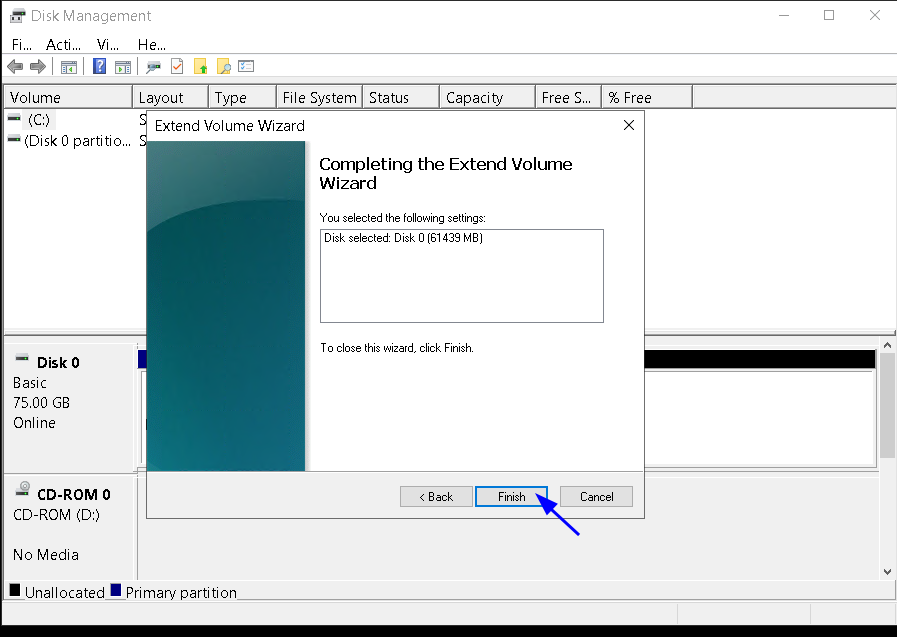 Disk Management
Fi... Acti... Vi... He...
Volume Layout Type File System Status Capacity Free S... % Free
(C:) S
(Disk 0 partitio... S
Extend Volume Wizard
Completing the Extend Volume
Wizard
You selected the following settings:
Disk selected: Disk 0 (61439 MB)
To close this wizard, click Finish.
< Back Finish Cancel
Disk 0
Basic
75.00 GB
Online
CD-ROM 0
CD-ROM (D:)
No Media
Unallocated Primary partition